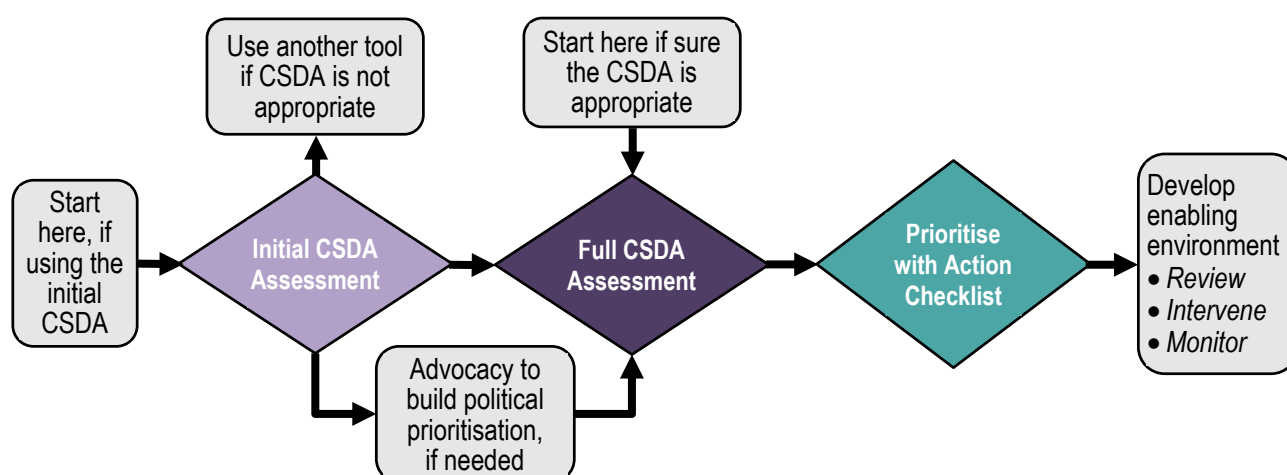 Use another tool
if CSDA is not
appropriate
Start here if sure
the CSDA is
appropriate
Start
here, if
using the
initial
CSDA
Initial CSDA
Assessment
Full CSDA
Assessment
Prioritise
with Action
Checklist
Develop
enabling
environment
• Review
• Intervene
• Monitor
Advocacy to
build political
prioritisation,
if needed